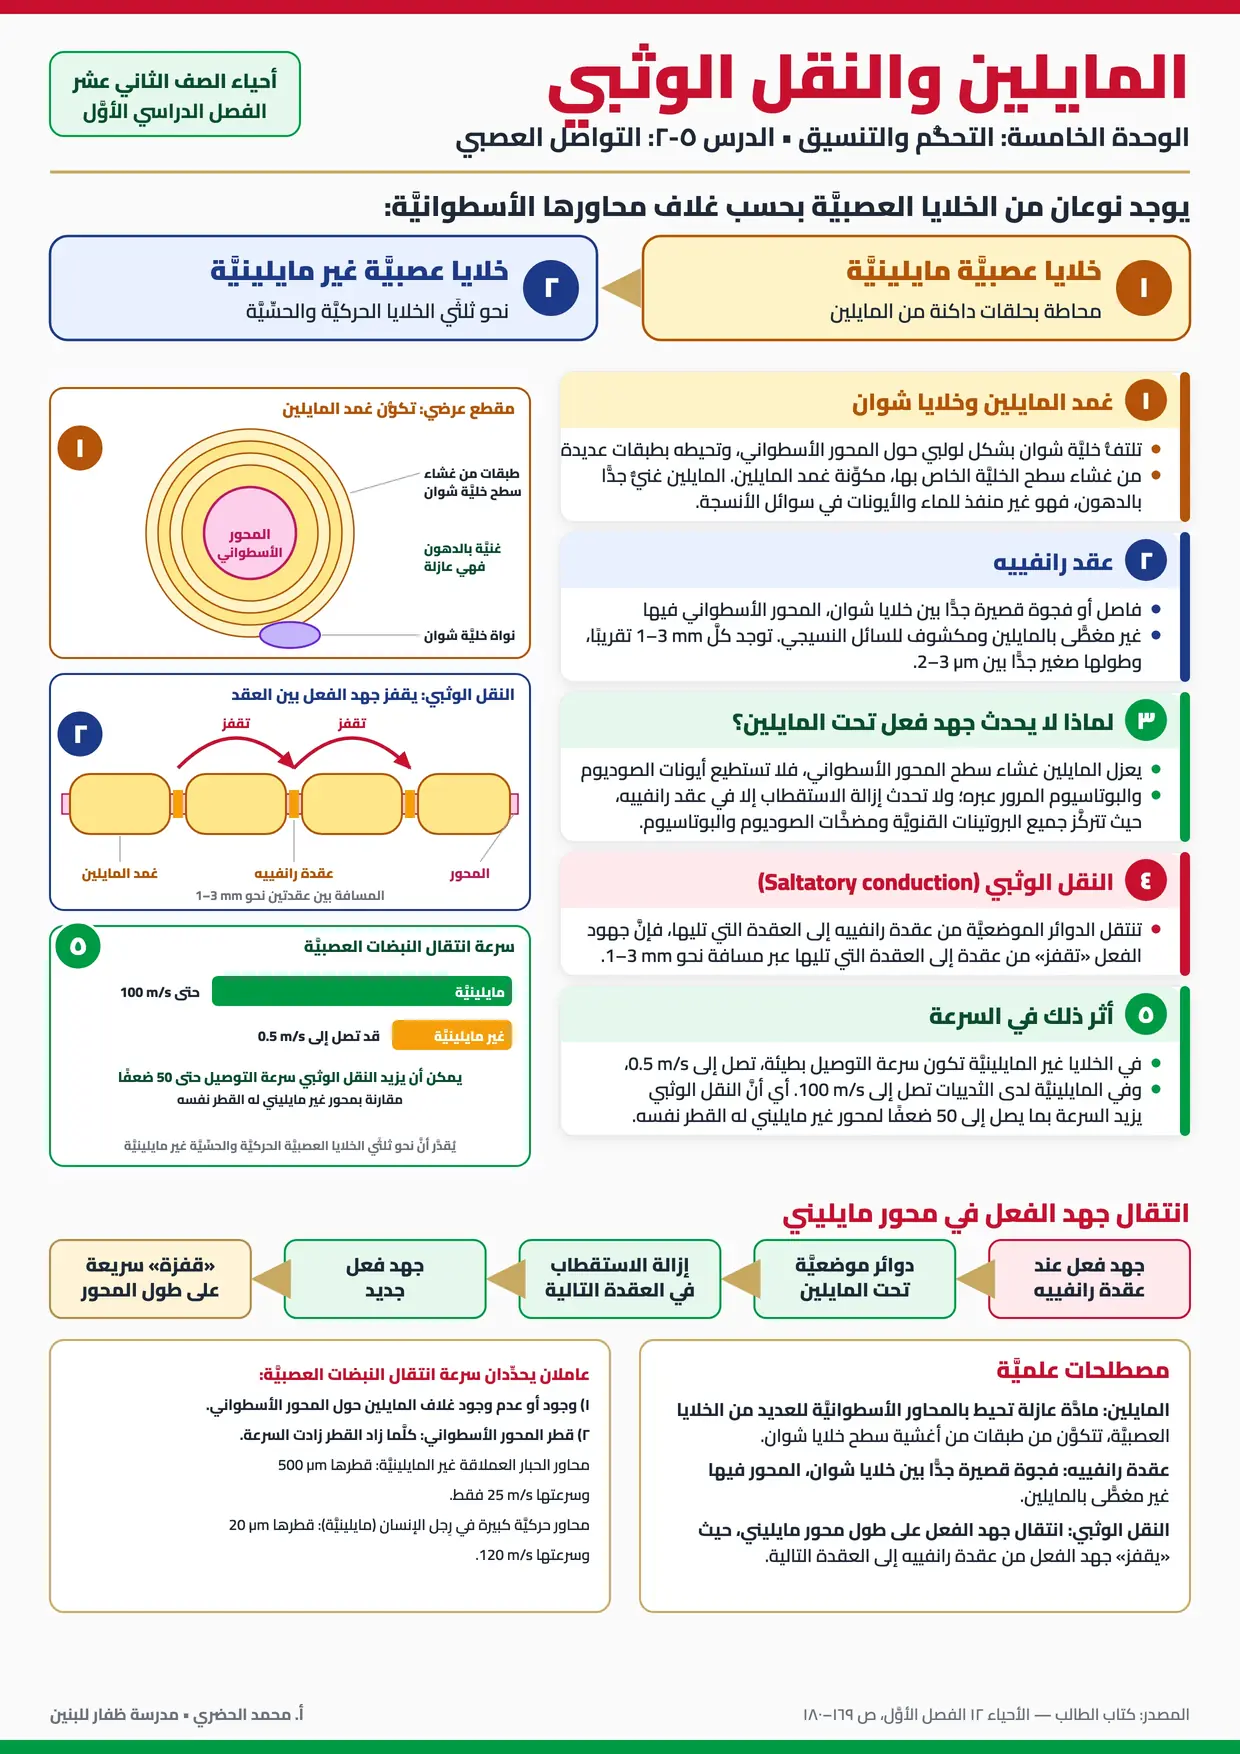 المايلين والنقل الوثبي
الوحدة الخامسة: التحكُّم والتنسيق • الدرس ٥-٢: التواصل العصبي
أحياء الصف الثاني عشر
الفصل الدراسي الأوَّل
يوجد نوعان من الخلايا العصبيَّة بحسب غلاف محاورها الأسطوانيَّة:
١
خلايا عصبيَّة مايلينيَّة
محاطة بحلقات داكنة من المايلين
٢
خلايا عصبيَّة غير مايلينيَّة
نحو ثلثَي الخلايا الحركيَّة والحسِّيَّة
١
غمد المايلين وخلايا شوان
تلتفُّ خليَّة شوان بشكل لولبي حول المحور الأسطواني، وتحيطه بطبقات عديدة
من غشاء سطح الخليَّة الخاص بها، مكوِّنة غمد المايلين. المايلين غنيٌّ جدًّا
بالدهون، فهو غير منفذ للماء والأيونات في سوائل الأنسجة.
٢
عقد رانفييه
فاصل أو فجوة قصيرة جدًّا بين خلايا شوان، المحور الأسطواني فيها
غير مغطَّى بالمايلين ومكشوف للسائل النسيجي. توجد كلَّ 1–3 mm تقريبًا،
وطولها صغير جدًّا بين 2–3 µm.
٣
لماذا لا يحدث جهد فعل تحت المايلين؟
يعزل المايلين غشاء سطح المحور الأسطواني، فلا تستطيع أيونات الصوديوم
والبوتاسيوم المرور عبره؛ ولا تحدث إزالة الاستقطاب إلا في عقد رانفييه،
حيث تتركَّز جميع البروتينات القنويَّة ومضخَّات الصوديوم والبوتاسيوم.
٤
النقل الوثبي (Saltatory conduction)
تنتقل الدوائر الموضعيَّة من عقدة رانفييه إلى العقدة التي تليها، فإنَّ جهود
الفعل «تقفز» من عقدة إلى العقدة التي تليها عبر مسافة نحو 1–3 mm.
٥
أثر ذلك في السرعة
في الخلايا غير المايلينيَّة تكون سرعة التوصيل بطيئة، تصل إلى 0.5 m/s،
وفي المايلينيَّة لدى الثدييات تصل إلى 100 m/s. أي أنَّ النقل الوثبي
يزيد السرعة بما يصل إلى 50 ضعفًا لمحور غير مايليني له القطر نفسه.
مقطع عرضي: تكوُّن غمد المايلين
١
طبقات من غشاء
سطح خليَّة شوان
المحور
الأسطواني
غنيَّة بالدهون
فهي عازلة
نواة خليَّة شوان
النقل الوثبي: يقفز جهد الفعل بين العقد
٢
تقفز
تقفز
المحور
عقدة رانفييه
غمد المايلين
المسافة بين عقدتين نحو 1–3 mm
٥
سرعة انتقال النبضات العصبيَّة
مايلينيَّة
حتى 100 m/s
غير مايلينيَّة
قد تصل إلى 0.5 m/s
يمكن أن يزيد النقل الوثبي سرعة التوصيل حتى 50 ضعفًا
مقارنة بمحور غير مايليني له القطر نفسه
يُقدَّر أنَّ نحو ثلثَي الخلايا العصبيَّة الحركيَّة والحسِّيَّة غير مايلينيَّة
انتقال جهد الفعل في محور مايليني
جهد فعل عند
عقدة رانفييه
دوائر موضعيَّة
تحت المايلين
إزالة الاستقطاب
في العقدة التالية
جهد فعل
جديد
«قفزة» سريعة
على طول المحور
مصطلحات علميَّة
المايلين: مادَّة عازلة تحيط بالمحاور الأسطوانيَّة للعديد من الخلايا
العصبيَّة، تتكوَّن من طبقات من أغشية سطح خلايا شوان.
عقدة رانفييه: فجوة قصيرة جدًّا بين خلايا شوان، المحور فيها
غير مغطَّى بالمايلين.
النقل الوثبي: انتقال جهد الفعل على طول محور مايليني، حيث
«يقفز» جهد الفعل من عقدة رانفييه إلى العقدة التالية.
عاملان يحدِّدان سرعة انتقال النبضات العصبيَّة:
١) وجود أو عدم وجود غلاف المايلين حول المحور الأسطواني.
٢) قطر المحور الأسطواني: كلَّما زاد القطر زادت السرعة.
محاور الحبار العملاقة غير المايلينيَّة: قطرها 500 µm
وسرعتها 25 m/s فقط.
محاور حركيَّة كبيرة في رِجل الإنسان (مايلينيَّة): قطرها 20 µm
وسرعتها 120 m/s.
المصدر: كتاب الطالب — الأحياء ١٢ الفصل الأوَّل، ص ١٦٩–١٨٠
أ. محمد الحضري • مدرسة ظفار للبنين